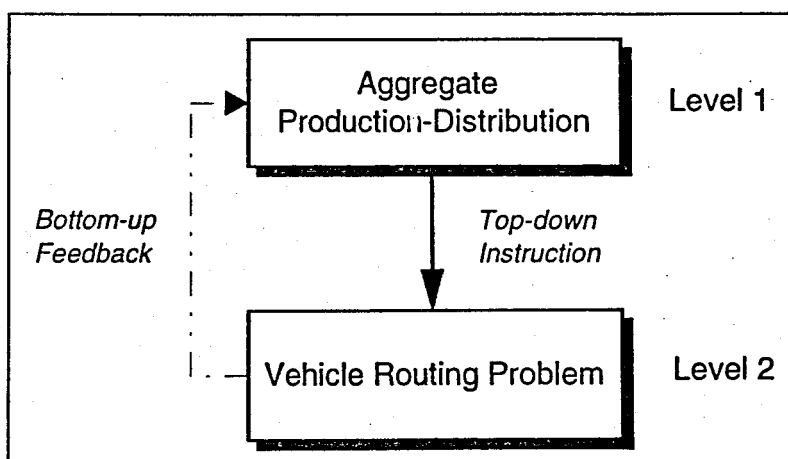 Aggregate
Production-Distribution
Level 1
Bottom-up
Feedback
Top-down
Instruction
Vehicle Routing Problem
Level 2